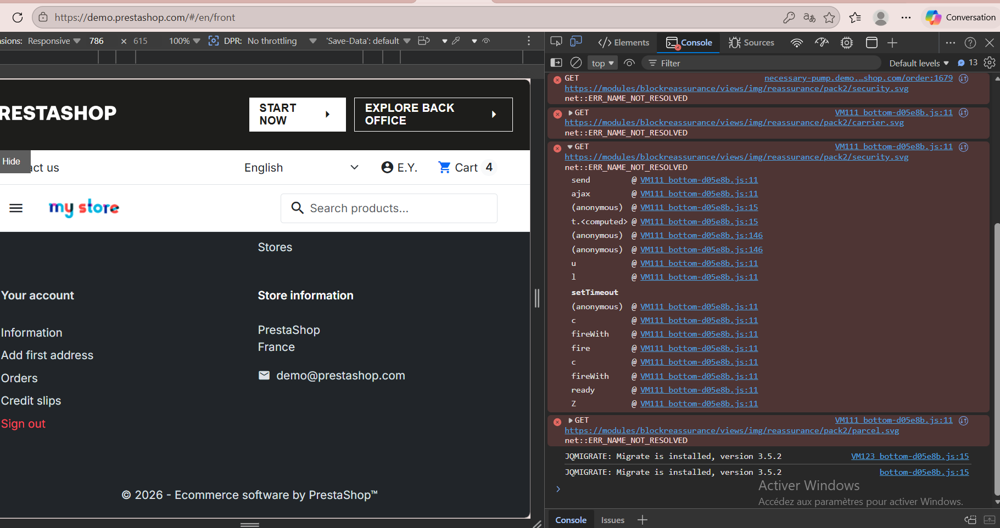 https://demo.prestashop.com/#/en/front
Conversation
nsions: Responsive 786 × 615 100% DPR: No throttling 'Save-Data': default
Elements Console Sources
top Filter Default levels 13
RESTASHOP
START NOW
EXPLORE BACK OFFICE
Hide
act us
English
E.Y.
Cart 4
my store
Search products...
Stores
Your account
Store information
Information
Add first address
Orders
Credit slips
Sign out
PrestaShop
France
demo@prestashop.com
© 2026 - Ecommerce software by PrestaShop™
GET necessary-pump.demo.…shop.com/order:1679
https://modules/blockreassurance/views/img/reassurance/pack2/security.svg
net::ERR_NAME_NOT_RESOLVED
GET VM111 bottom-d05e8b.js:11
https://modules/blockreassurance/views/img/reassurance/pack2/carrier.svg
net::ERR_NAME_NOT_RESOLVED
GET VM111 bottom-d05e8b.js:11
https://modules/blockreassurance/views/img/reassurance/pack2/security.svg
net::ERR_NAME_NOT_RESOLVED
send @ VM111 bottom-d05e8b.js:11
ajax @ VM111 bottom-d05e8b.js:11
(anonymous) @ VM111 bottom-d05e8b.js:15
t.<computed> @ VM111 bottom-d05e8b.js:15
(anonymous) @ VM111 bottom-d05e8b.js:146
(anonymous) @ VM111 bottom-d05e8b.js:146
u @ VM111 bottom-d05e8b.js:11
l @ VM111 bottom-d05e8b.js:11
setTimeout
(anonymous) @ VM111 bottom-d05e8b.js:11
c @ VM111 bottom-d05e8b.js:11
fireWith @ VM111 bottom-d05e8b.js:11
fire @ VM111 bottom-d05e8b.js:11
c @ VM111 bottom-d05e8b.js:11
fireWith @ VM111 bottom-d05e8b.js:11
ready @ VM111 bottom-d05e8b.js:11
Z @ VM111 bottom-d05e8b.js:11
GET VM111 bottom-d05e8b.js:11
https://modules/blockreassurance/views/img/reassurance/pack2/parcel.svg
net::ERR_NAME_NOT_RESOLVED
JQMIGRATE: Migrate is installed, version 3.5.2 VM123 bottom-d05e8b.js:15
JQMIGRATE: Migrate is installed, version 3.5.2 bottom-d05e8b.js:15
Activer Windows
Accédez aux paramètres pour activer Windows.
Console Issues